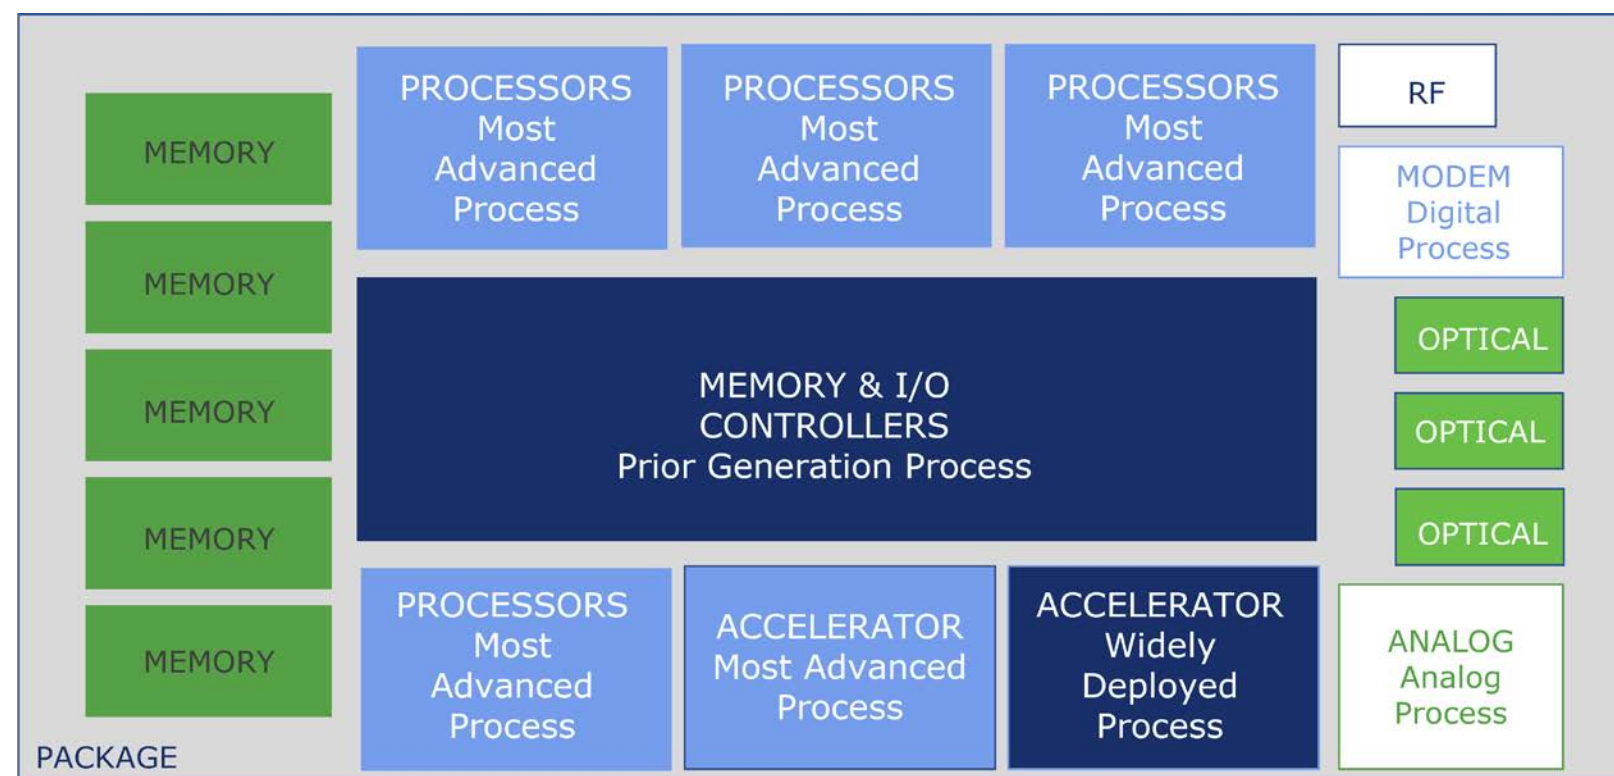 MEMORY
MEMORY
MEMORY
MEMORY
MEMORY
PROCESSORS
Most
Advanced
Process
PROCESSORS
Most
Advanced
Process
PROCESSORS
Most
Advanced
Process
RF
MODEM
Digital
Process
MEMORY & I/O
CONTROLLERS
Prior Generation Process
OPTICAL
OPTICAL
OPTICAL
PROCESSORS
Most
Advanced
Process
ACCELERATOR
Most Advanced
Process
ACCELERATOR
Widely
Deployed
Process
ANALOG
Analog
Process
PACKAGE